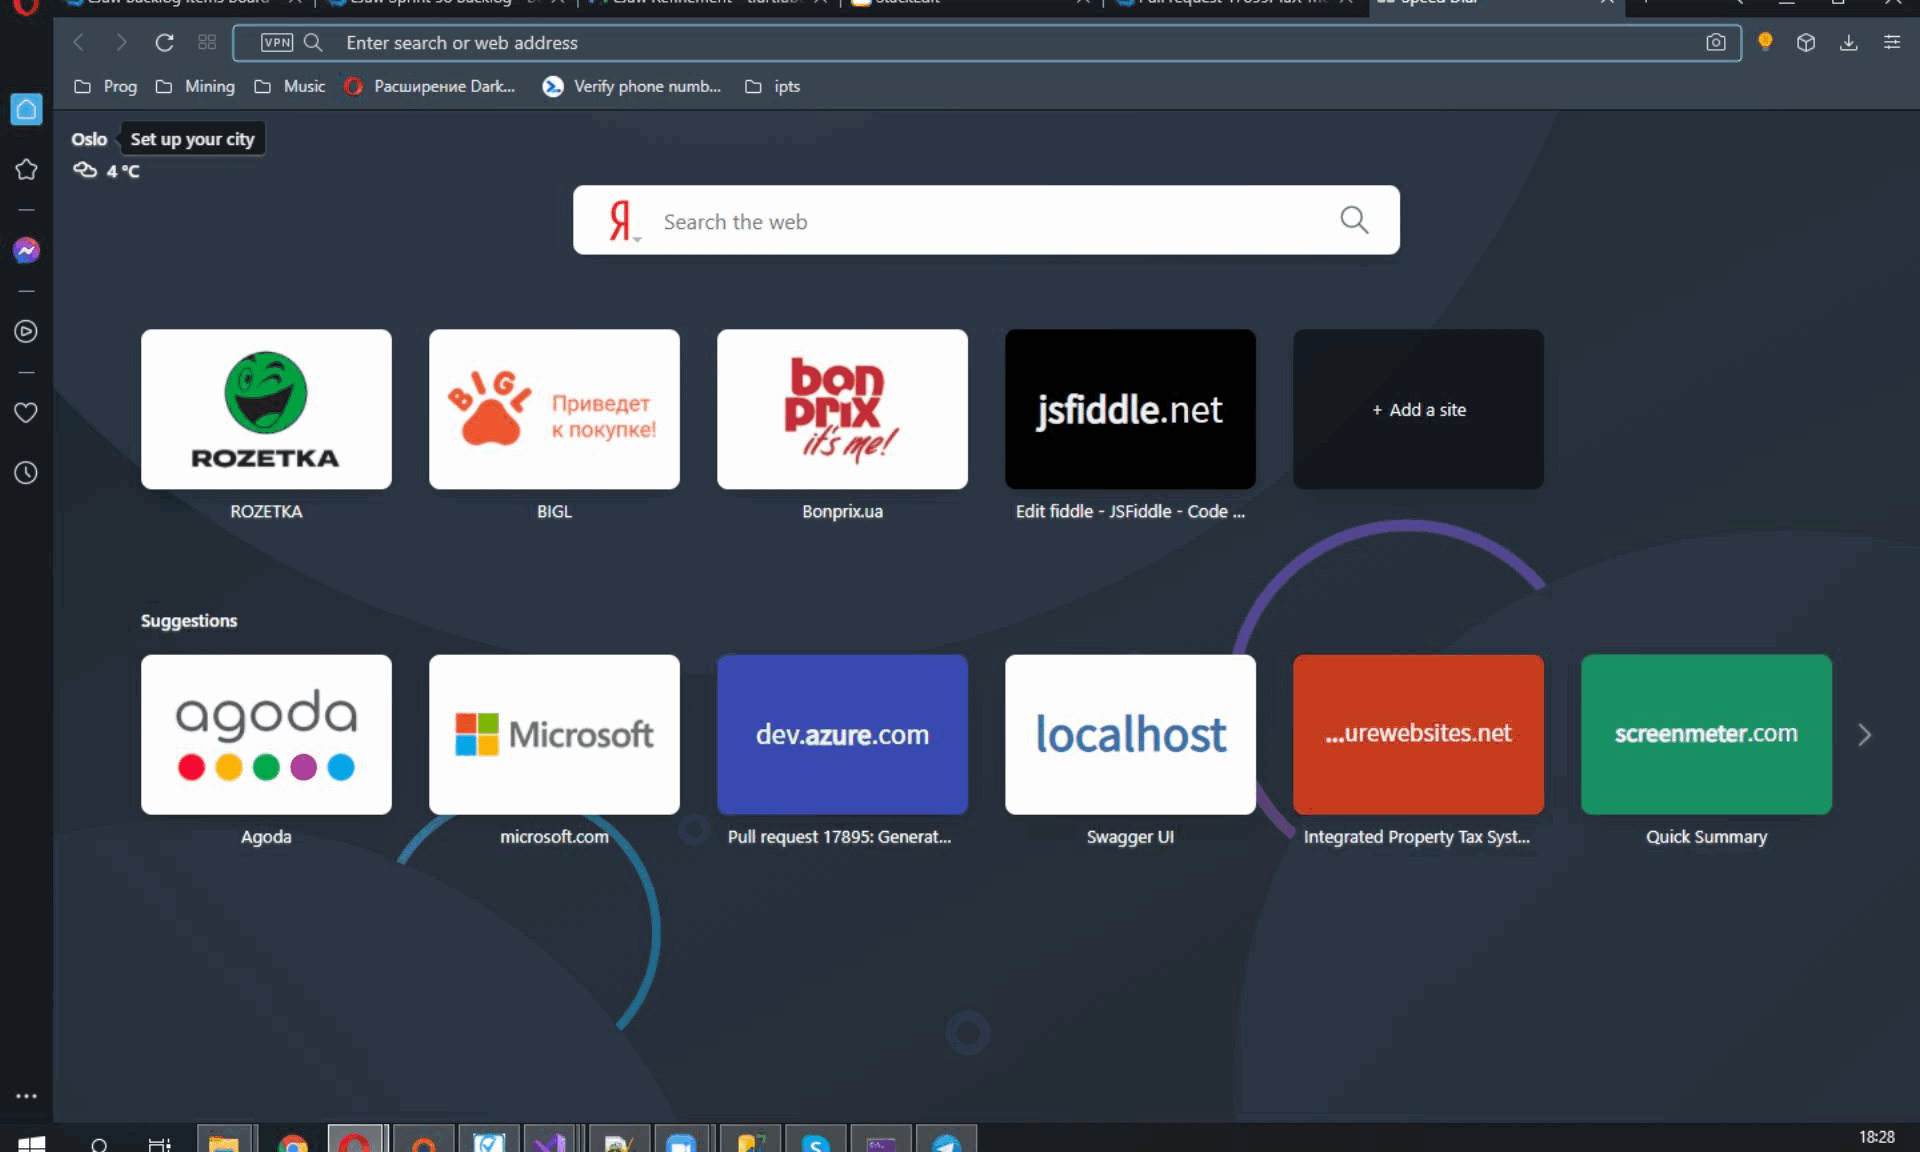 VPN
Enter search or web address
Prog
Mining
Music
Расширение Dark...
Verify phone numb...
ipts
Oslo
Set up your city
4 °C
Я
Search the web
ROZETKA
BIGL
Приведет
к покупке!
bon
prix
it's me!
jsfiddle.net
+ Add a site
ROZETKA
BIGL
Bonprix.ua
Edit fiddle - JSFiddle - Code ...
Suggestions
agoda
Microsoft
dev.azure.com
localhost
...urewebsites.net
screenmeter.com
Agoda
microsoft.com
Pull request 17895: Generat...
Swagger UI
Integrated Property Tax Syst...
Quick Summary
18:28